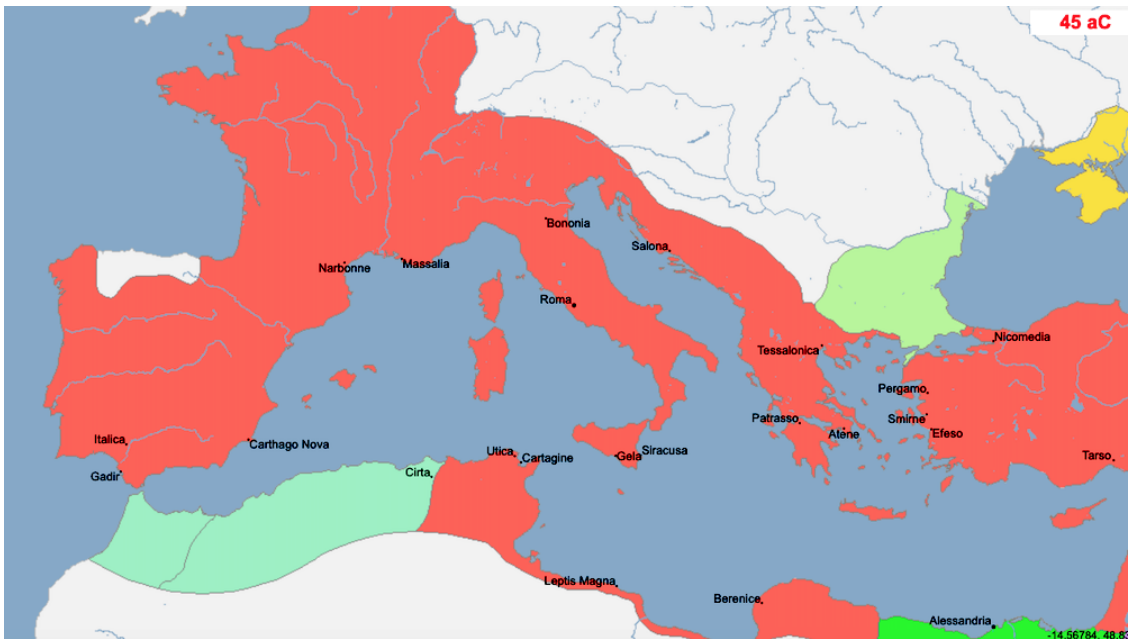 45 aC
Bononia
Salona
Narbonne
Massalia
Roma
Nicomedia
Tessalonica
Pergamo
Patrasso
Smirne
Atene
Efeso
Italica
Carthago Nova
Utica
Cartagine
Gela
Siracusa
Tarso
Gadir
Cirta
Leptis Magna
Berenice
Alessandria